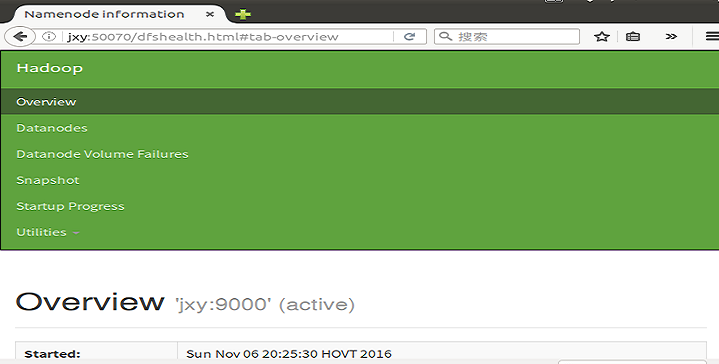 Namenode information
jxy:50070/dfshealth.html#tab-overview
搜索
Hadoop
Overview
Datanodes
Datanode Volume Failures
Snapshot
Startup Progress
Utilities
Overview 'jxy:9000' (active)
Started: Sun Nov 06 20:25:30 HOVT 2016